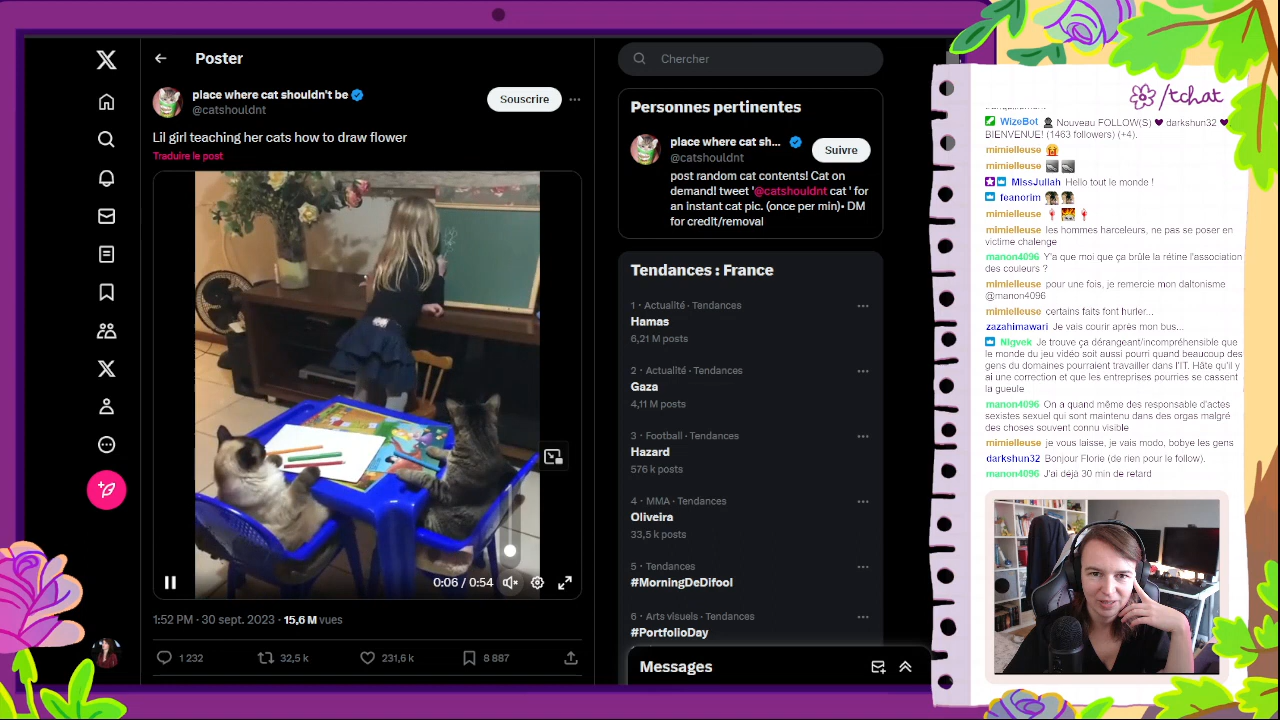 Poster
place where cat shouldn't be
@catshouldnt
Souscrire
Lil girl teaching her cats how to draw flower
Traduire le post
0:06 / 0:54
1:52 PM · 30 sept. 2023 · 15,6 M vues
1 232
32,5 k
231,6 k
8 867
Chercher
Personnes pertinentes
place where cat sh...
@catshouldnt
Suivre
post random cat contents! Cat on
demand! tweet '@catshouldnt cat ' for
an instant cat pic. (once per min)• DM
for credit/removal
Tendances : France
1 · Actualité · Tendances
Hamas
6,21 M posts
2 · Actualité · Tendances
Gaza
4,11 M posts
3 · Football · Tendances
Hazard
576 k posts
4 · MMA · Tendances
Oliveira
33,5 k posts
5 · Tendances
#MorningDeDifool
6 · Arts visuels · Tendances
#PortfolioDay
Messages
/tchat
WizeBot Nouveau FOLLOW(S) darkshun32
BIENVENUE! (1463 followers) (+4).
mimielleuse
mimielleuse
MissJuliah Hello tout le monde !
feanorim
mimielleuse
mimielleuse les hommes harceleurs, ne pas se poser en
victime chalenge
manon4096 Y'a que moi que ça brûle la rétine l'association
des couleurs ?
mimielleuse pour une fois, je remercie mon daltonisme
@manon4096
mimielleuse certains faits font hurler...
zazahimawari Je vais courir après mon bus...
Nigvek Je trouve ça dérangeant/incompréhensible que
le monde du jeu vidéo soit aussi pourri quand beaucoup des
gens du domaines pourraient travailler dans l'IT. Hâte qu'il y
ai une correction et que les entreprises pourries se cassent
la gueule
manon4096 On a quand même des responsable d'actes
sexistes sexuel qui sont maintenu dans des orgas malgré
des choses souvent connu visible
mimielleuse je vous laisse, je vais modo, bobye les gens
darkshun32 Bonjour Florie (de rien pour le follow).
manon4096 J'ai déjà 30 min de retard